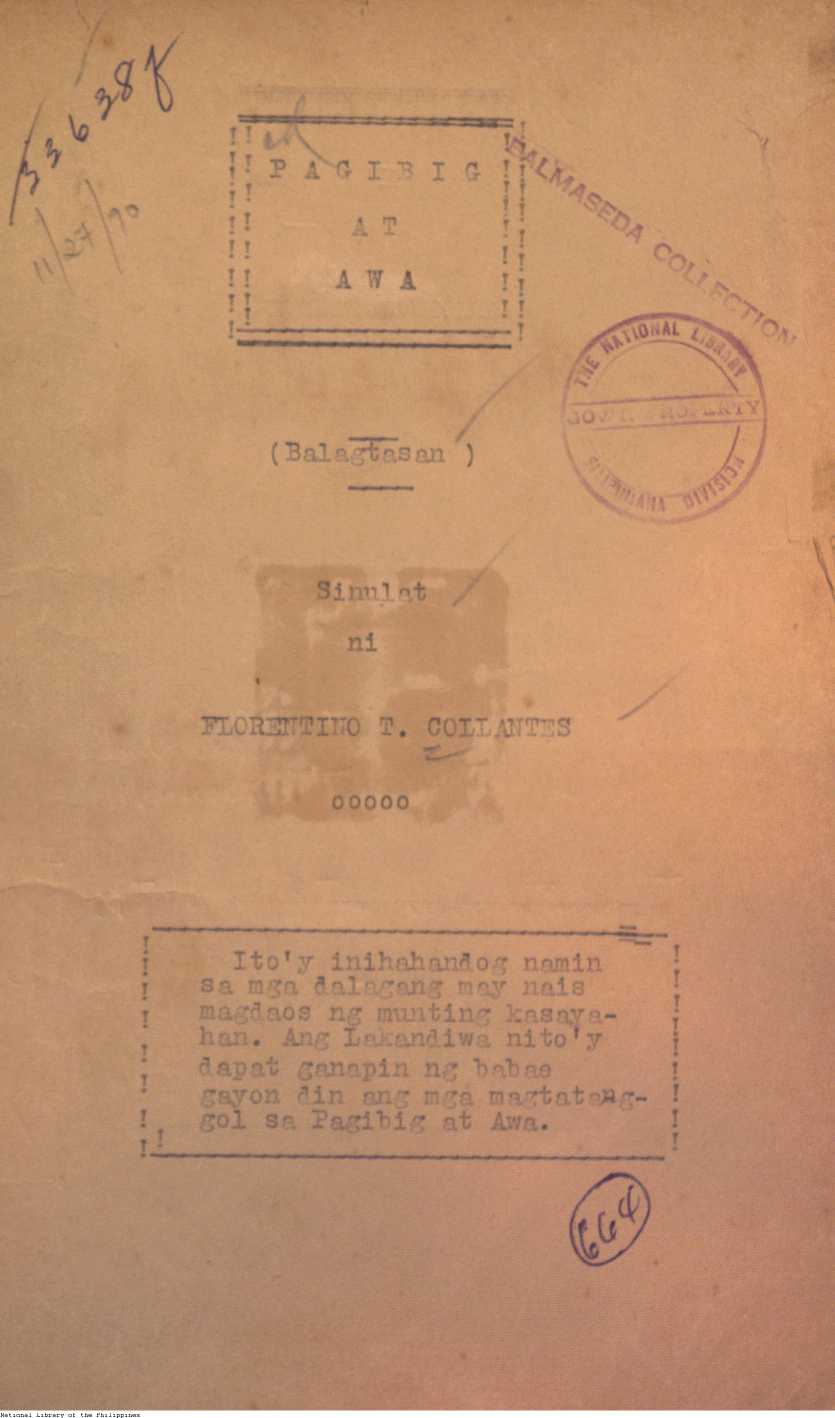 33638f
11/27/90
PAGIBIG
AT
AWA
BALMASEDA COLLECTION
THE NATIONAL LIBRARY
GOVT. PROPERTY
FILIPINIANA DIVISION
(Balagtasan )
Sinulat
ni
FLORENTINO T. COLLANTES
ooooo
Ito'y inihahandog namin
sa mga dalagang may nais
magdaos ng munting kasaya-
han. Ang Lakandiwa nito'y
dapat ganapin ng babae
gayon din ang mga magtatang-
gol sa Pagibig at Awa.
664
National Library of the Philippines